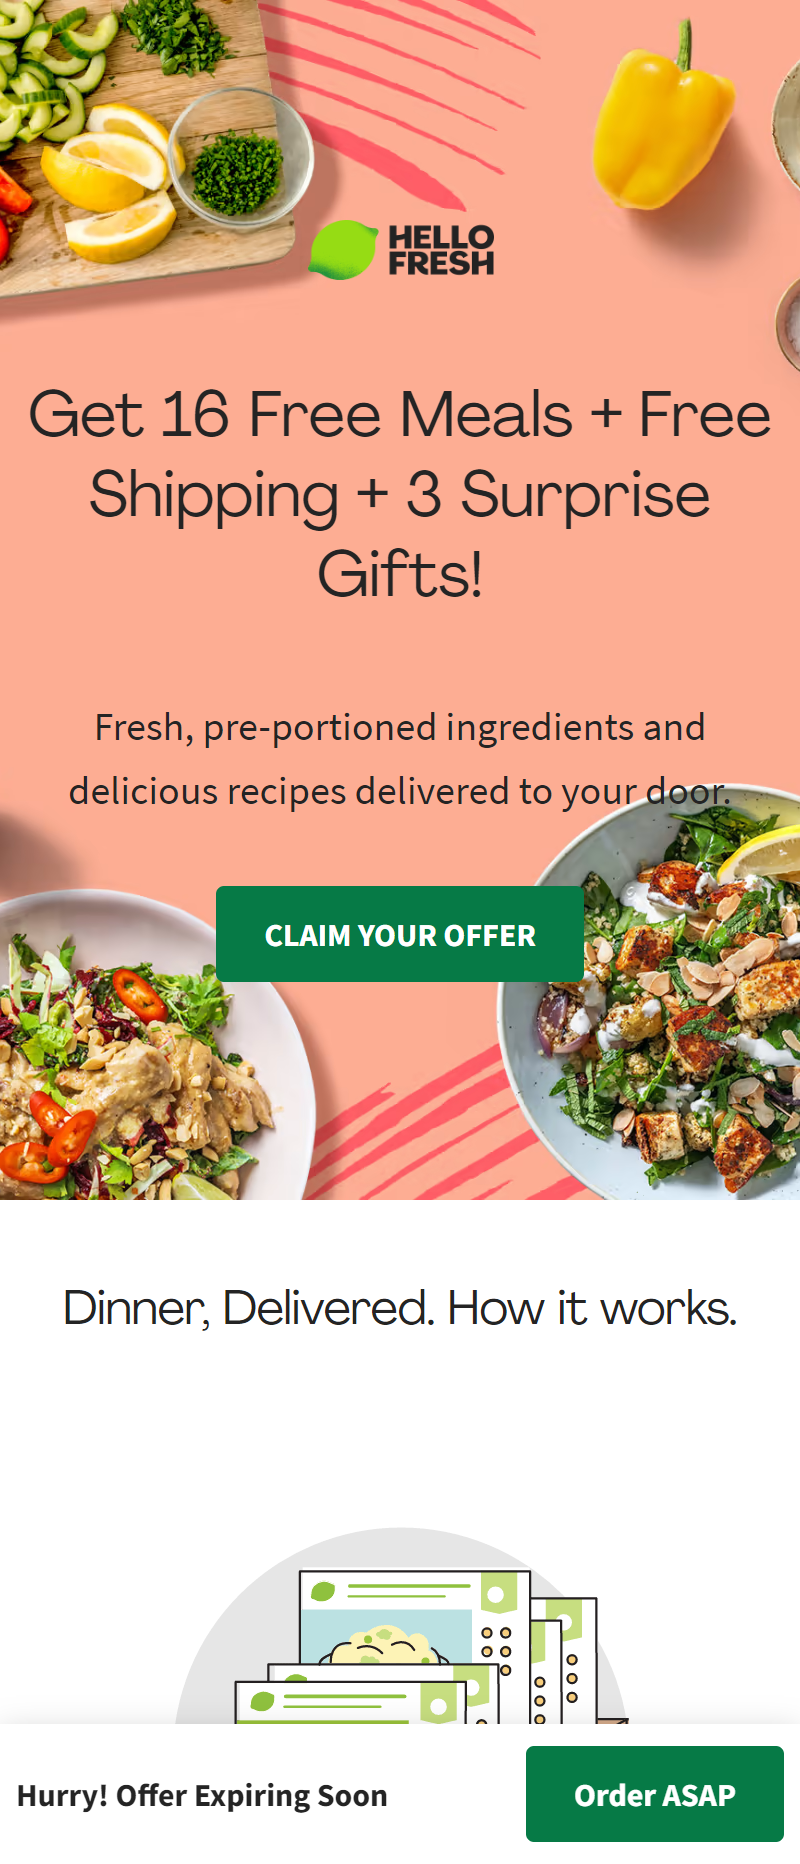 HELLO
FRESH
Get 16 Free Meals + Free
Shipping + 3 Surprise
Gifts!
Fresh, pre-portioned ingredients and
delicious recipes delivered to your door.
CLAIM YOUR OFFER
Dinner, Delivered. How it works.
Hurry! Offer Expiring Soon
Order ASAP